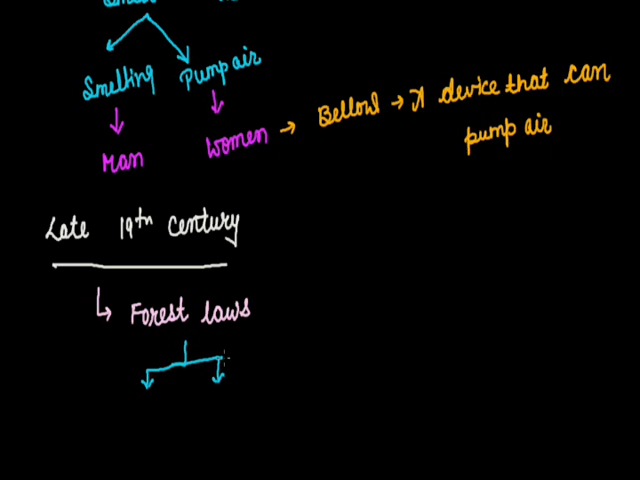 Smelting Pump air
Man Women → Bellows → A device that can
pump air
Late 19th century
Forest laws